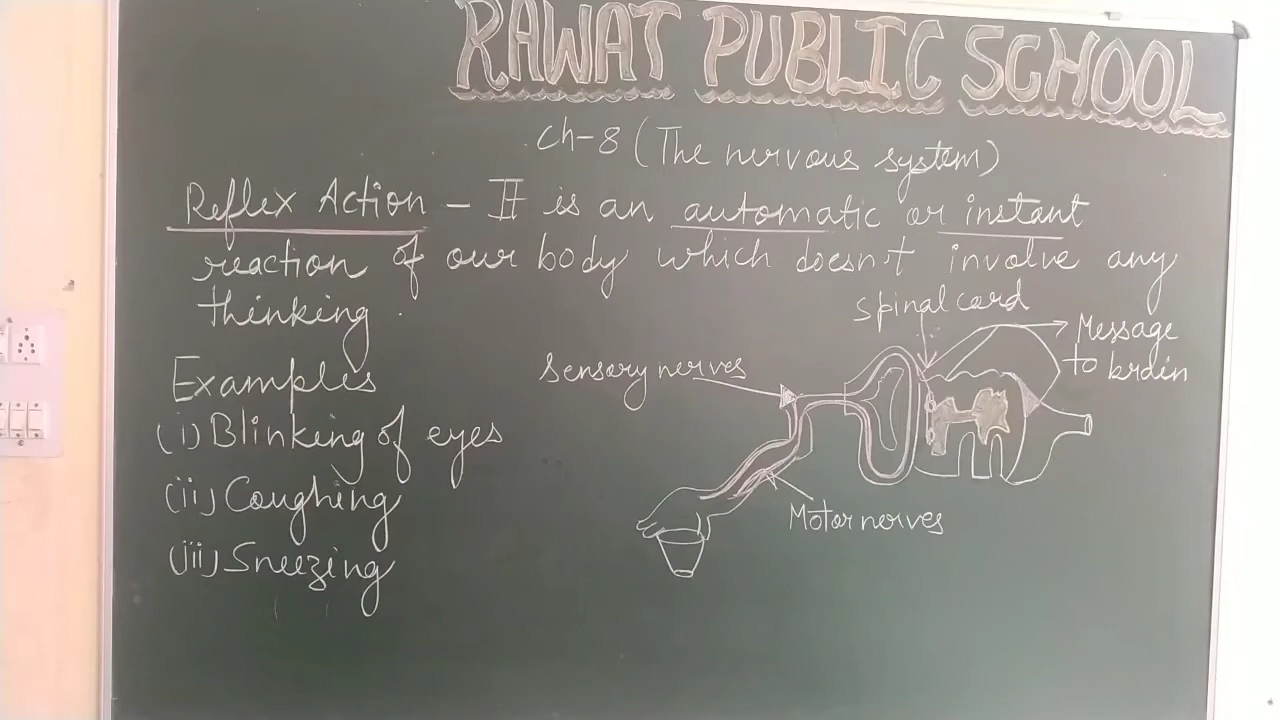 RAWAT PUBLIC SCHOOL
Ch-8 (The nervous system)
Reflex Action - It is an automatic or instant
reaction of our body which doesn't involve any
thinking.
Examples
(i) Blinking of eyes
(ii) Coughing
(iii) Sneezing
Spinal cord
Message
to brain
Sensory nerves
Motor nerves